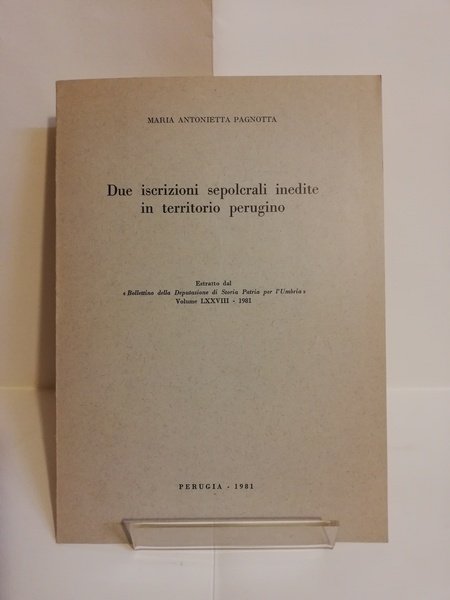 MARIA ANTONIETTA PAGNOTTA
Due iscrizioni sepolcrali inedite
in territorio perugino
Estratto dal
«Bollettino della Deputazione di Storia Patria per l'Umbria»
Volume LXXVIII - 1981
PERUGIA - 1981